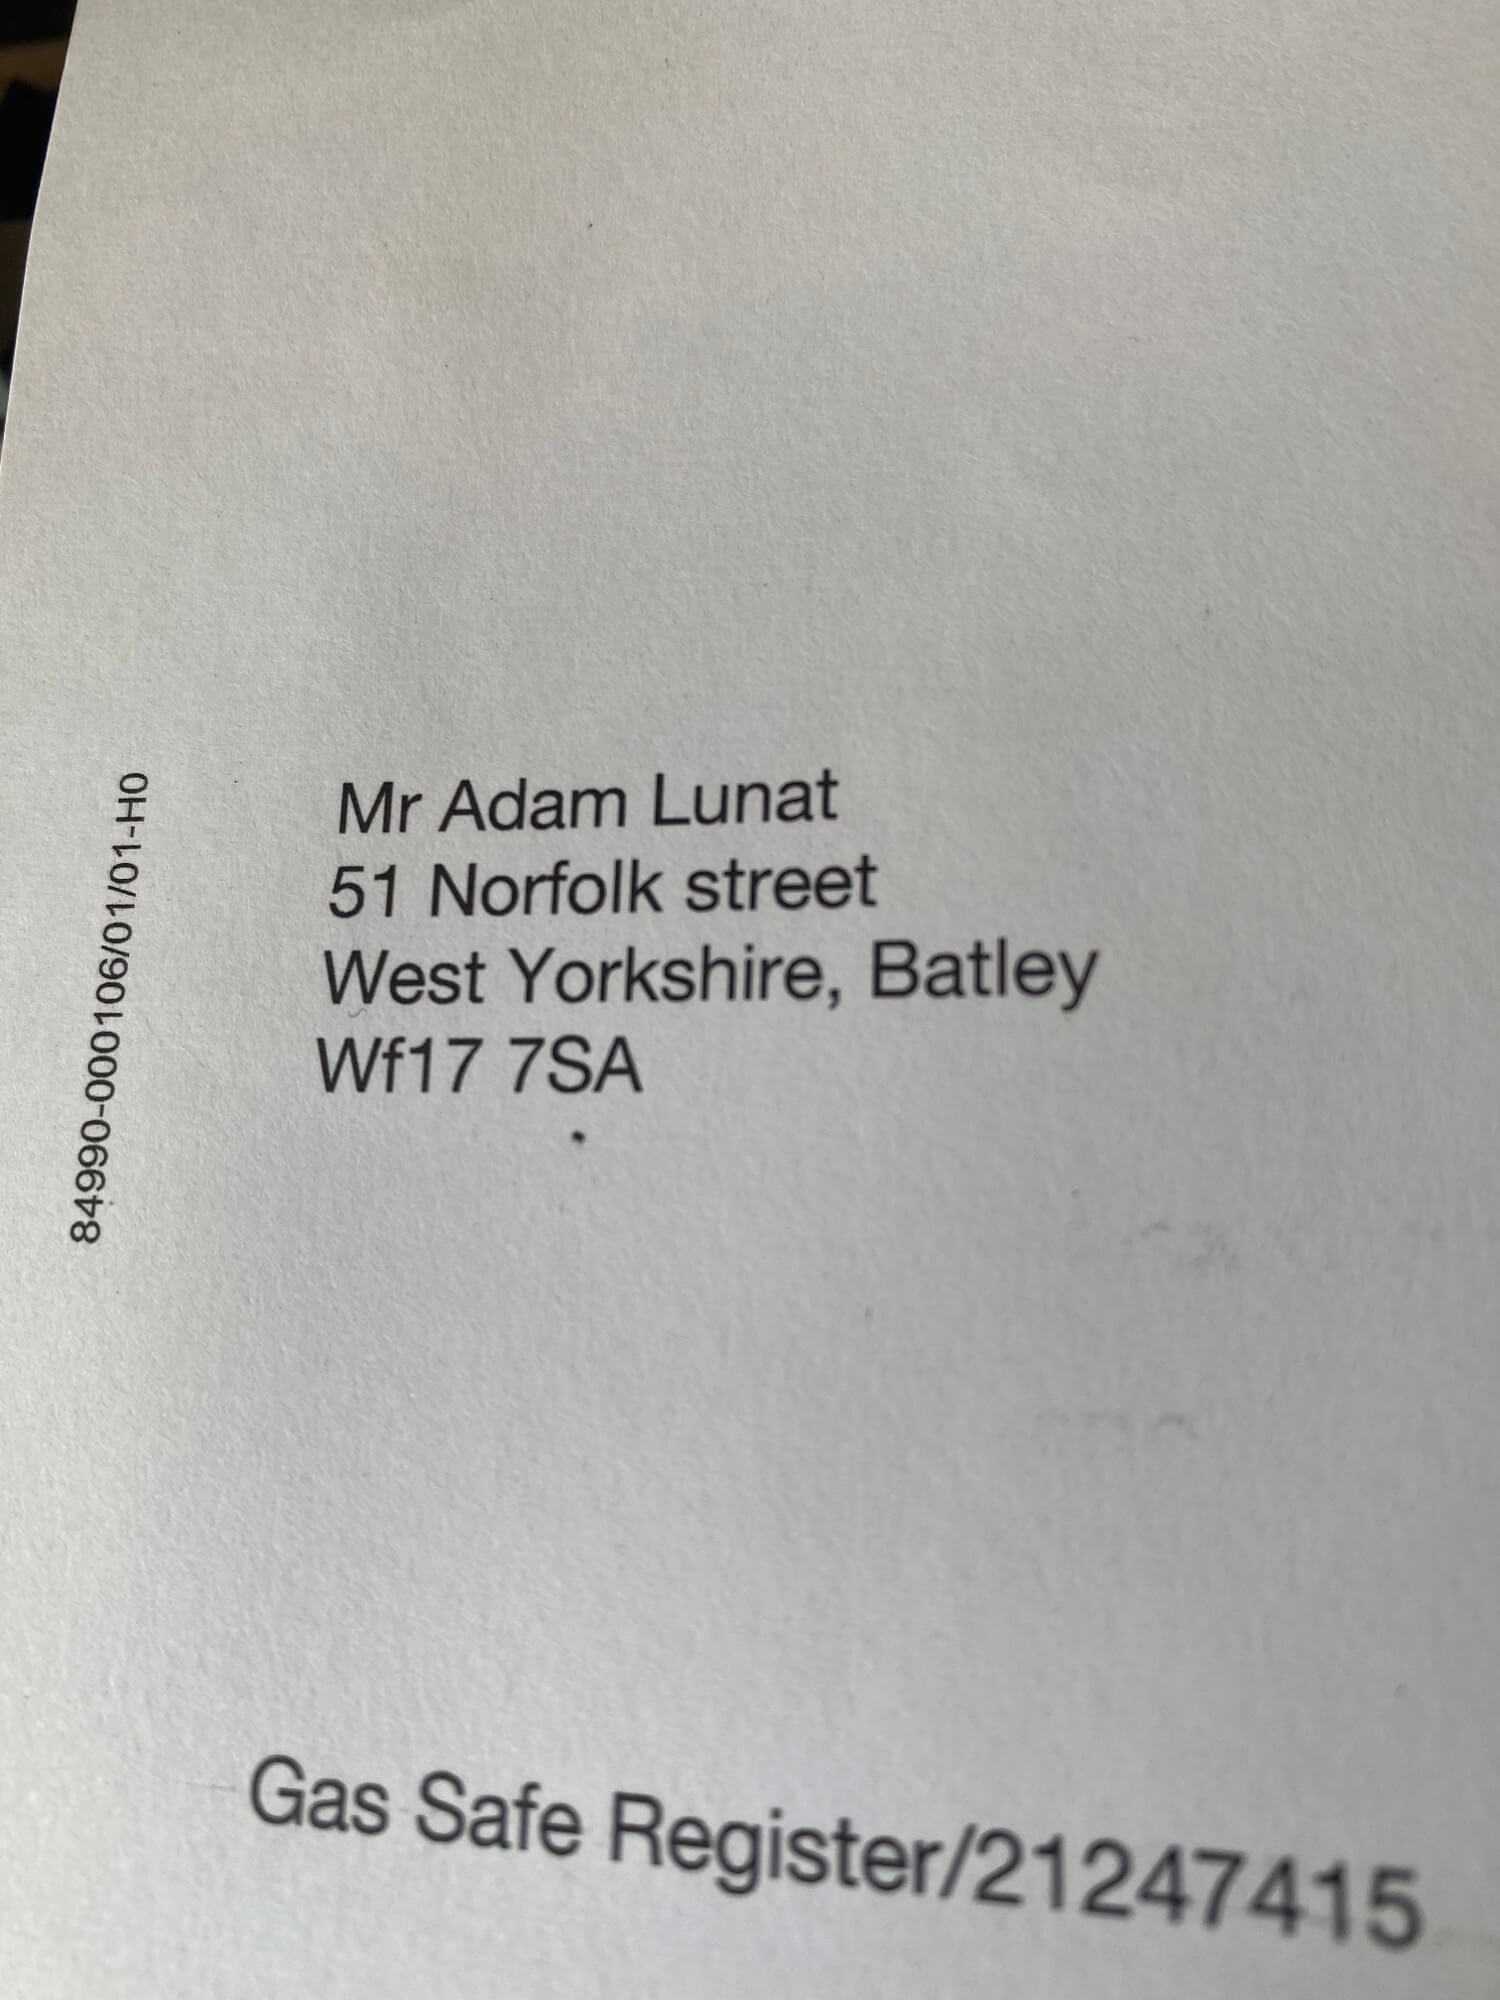 84990-000106/01/01-H0
Mr Adam Lunat
51 Norfolk street
West Yorkshire, Batley
Wf17 7SA
Gas Safe Register/21247415